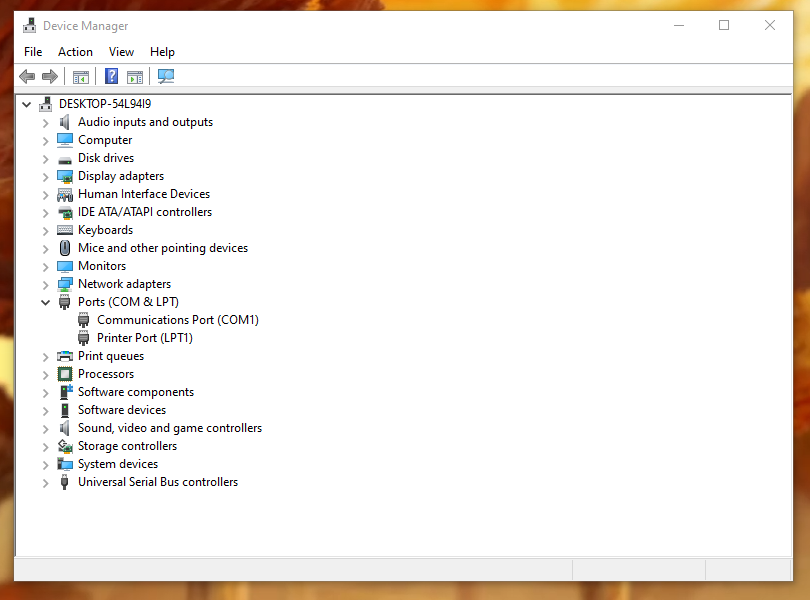 Device Manager
File Action View Help
?
DESKTOP-54L94I9
Audio inputs and outputs
Computer
Disk drives
Display adapters
Human Interface Devices
IDE ATA/ATAPI controllers
Keyboards
Mice and other pointing devices
Monitors
Network adapters
Ports (COM & LPT)
Communications Port (COM1)
Printer Port (LPT1)
Print queues
Processors
Software components
Software devices
Sound, video and game controllers
Storage controllers
System devices
Universal Serial Bus controllers